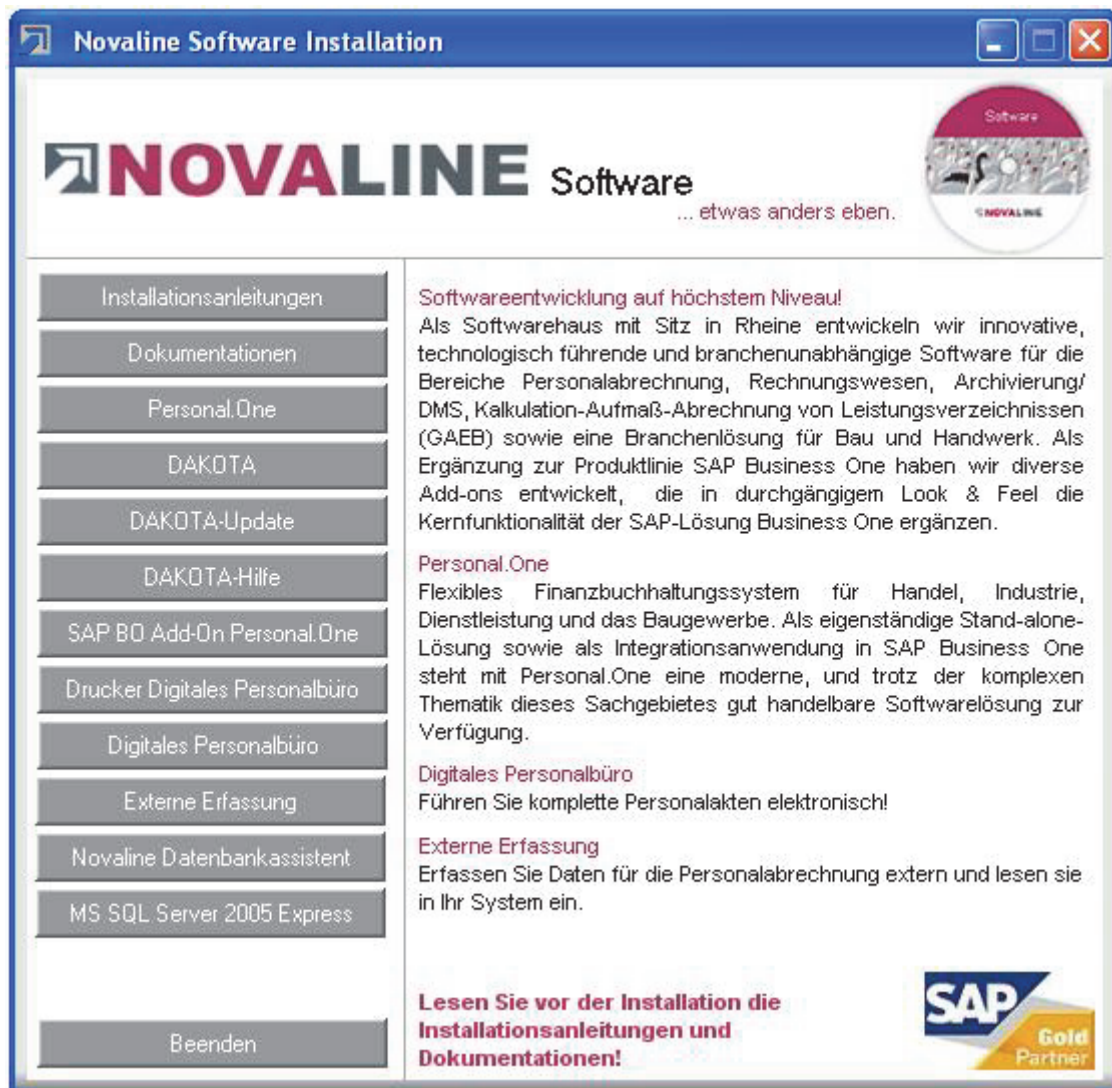 Novaline Software Installation
NOVALINE Software
... etwas anders eben.
Software
NOVALINE
Installationsanleitungen
Dokumentationen
Personal.One
DAKOTA
DAKOTA-Update
DAKOTA-Hilfe
SAP BO Add-On Personal.One
Drucker Digitales Personalbüro
Digitales Personalbüro
Externe Erfassung
Novaline Datenbankassistent
MS SQL Server 2005 Express
Beenden
Softwareentwicklung auf höchstem Niveau!
Als Softwarehaus mit Sitz in Rheine entwickeln wir innovative,
technologisch führende und branchenunabhängige Software für die
Bereiche Personalabrechnung, Rechnungswesen, Archivierung/
DMS, Kalkulation-Aufmaß-Abrechnung von Leistungsverzeichnissen
(GAEB) sowie eine Branchenlösung für Bau und Handwerk. Als
Ergänzung zur Produktlinie SAP Business One haben wir diverse
Add-ons entwickelt, die in durchgängigem Look & Feel die
Kernfunktionalität der SAP-Lösung Business One ergänzen.
Personal.One
Flexibles Finanzbuchhaltungssystem für Handel, Industrie,
Dienstleistung und das Baugewerbe. Als eigenständige Stand-alone-
Lösung sowie als Integrationsanwendung in SAP Business One
steht mit Personal.One eine moderne, und trotz der komplexen
Thematik dieses Sachgebietes gut handelbare Softwarelösung zur
Verfügung.
Digitales Personalbüro
Führen Sie komplette Personalakten elektronisch!
Externe Erfassung
Erfassen Sie Daten für die Personalabrechnung extern und lesen sie
in Ihr System ein.
Lesen Sie vor der Installation die
Installationsanleitungen und
Dokumentationen!
SAP
Gold
Partner